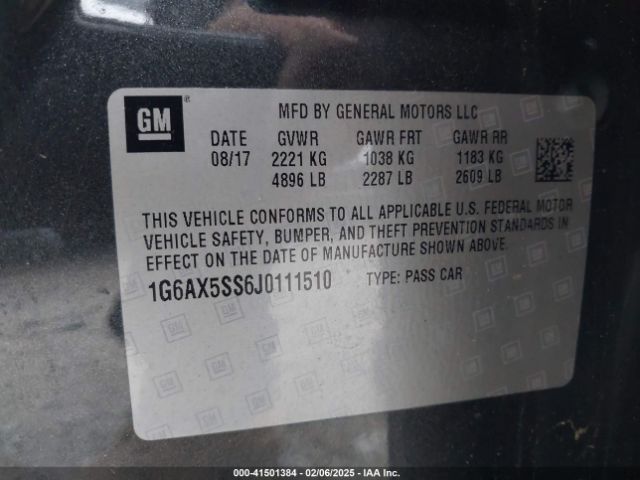 GM ®
MFD BY GENERAL MOTORS LLC
DATE GVWR GAWR FRT GAWR RR
08/17 2221 KG 1038 KG 1183 KG
4896 LB 2287 LB 2609 LB
THIS VEHICLE CONFORMS TO ALL APPLICABLE U.S. FEDERAL MOTOR
VEHICLE SAFETY, BUMPER, AND THEFT PREVENTION STANDARDS IN
EFFECT ON THE DATE OF MANUFACTURE SHOWN ABOVE.
1G6AX5SS6J0111510 TYPE: PASS CAR
000-41501384 - 02/06/2025 - IAA Inc.